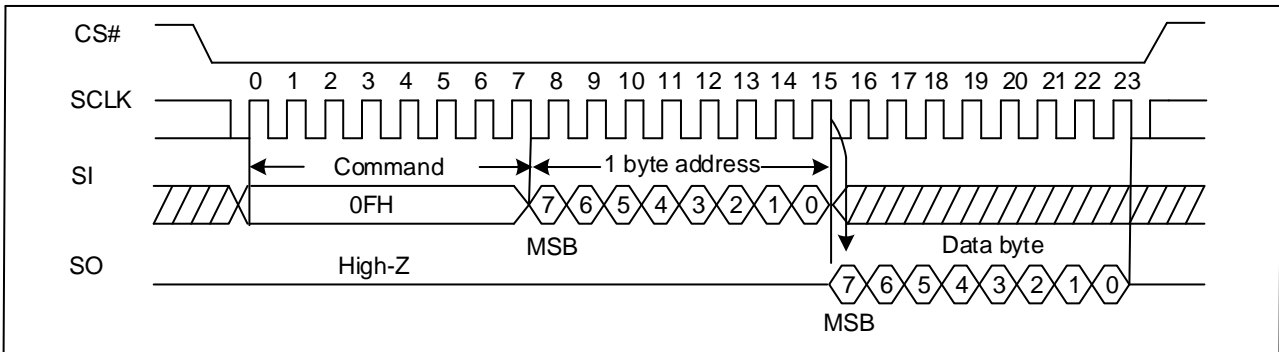 CS#
0 1 2 3 4 5 6 7 8 9 10 11 12 13 14 15 16 17 18 19 20 21 22 23
SCLK
Command 1 byte address
SI
0FH 7 6 5 4 3 2 1 0
MSB Data byte
SO High-Z
7 6 5 4 3 2 1 0
MSB